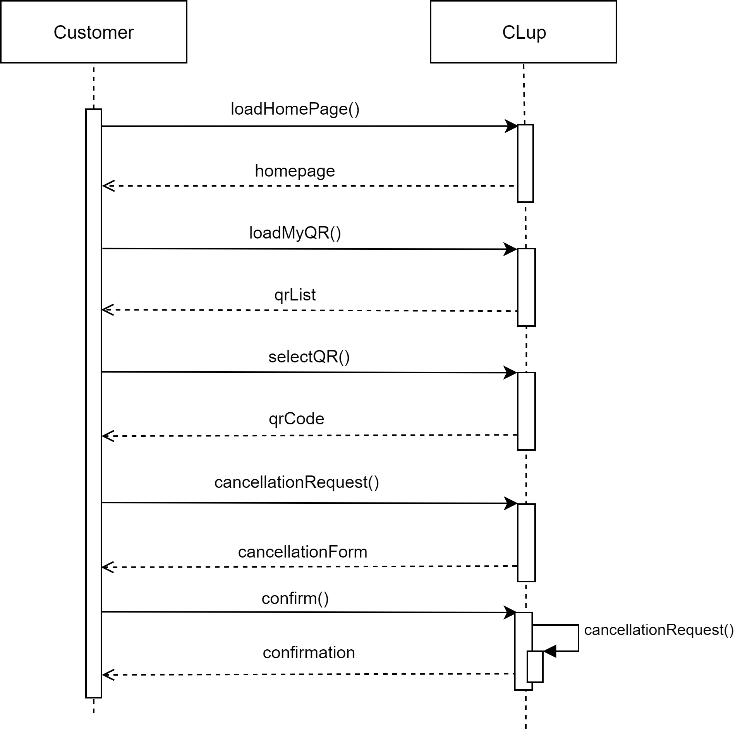 Customer
CLup
loadHomePage()
homepage
loadMyQR()
qrList
selectQR()
qrCode
cancellationRequest()
cancellationForm
confirm()
cancellationRequest()
confirmation